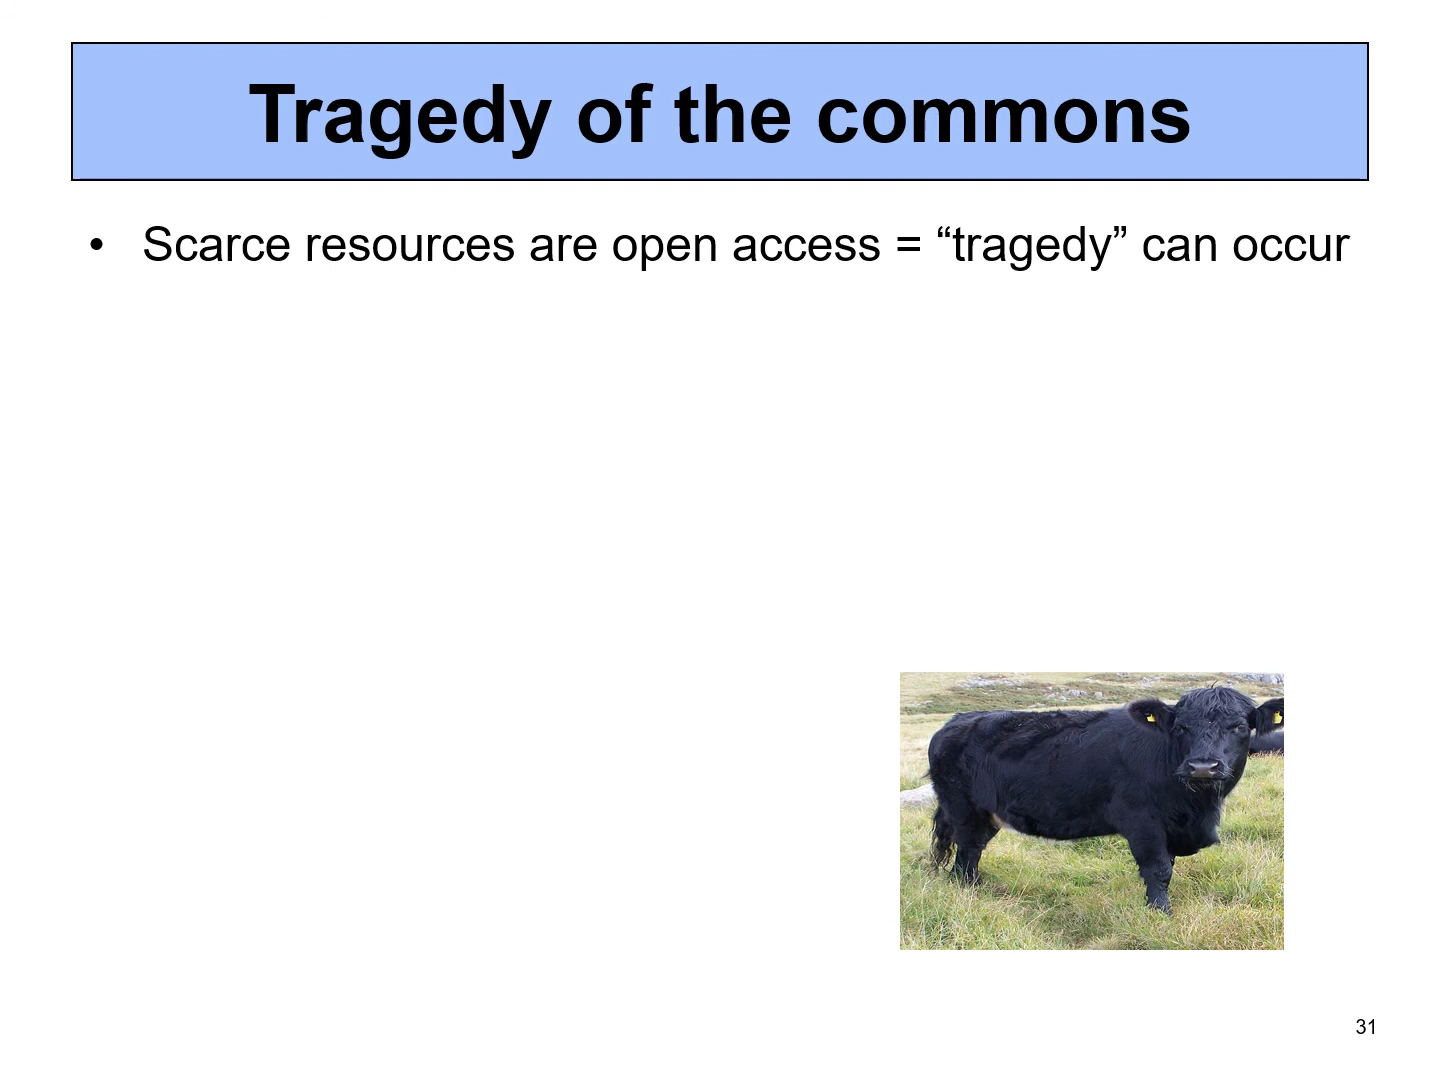 Tragedy of the commons
• Scarce resources are open access = “tragedy” can occur
31